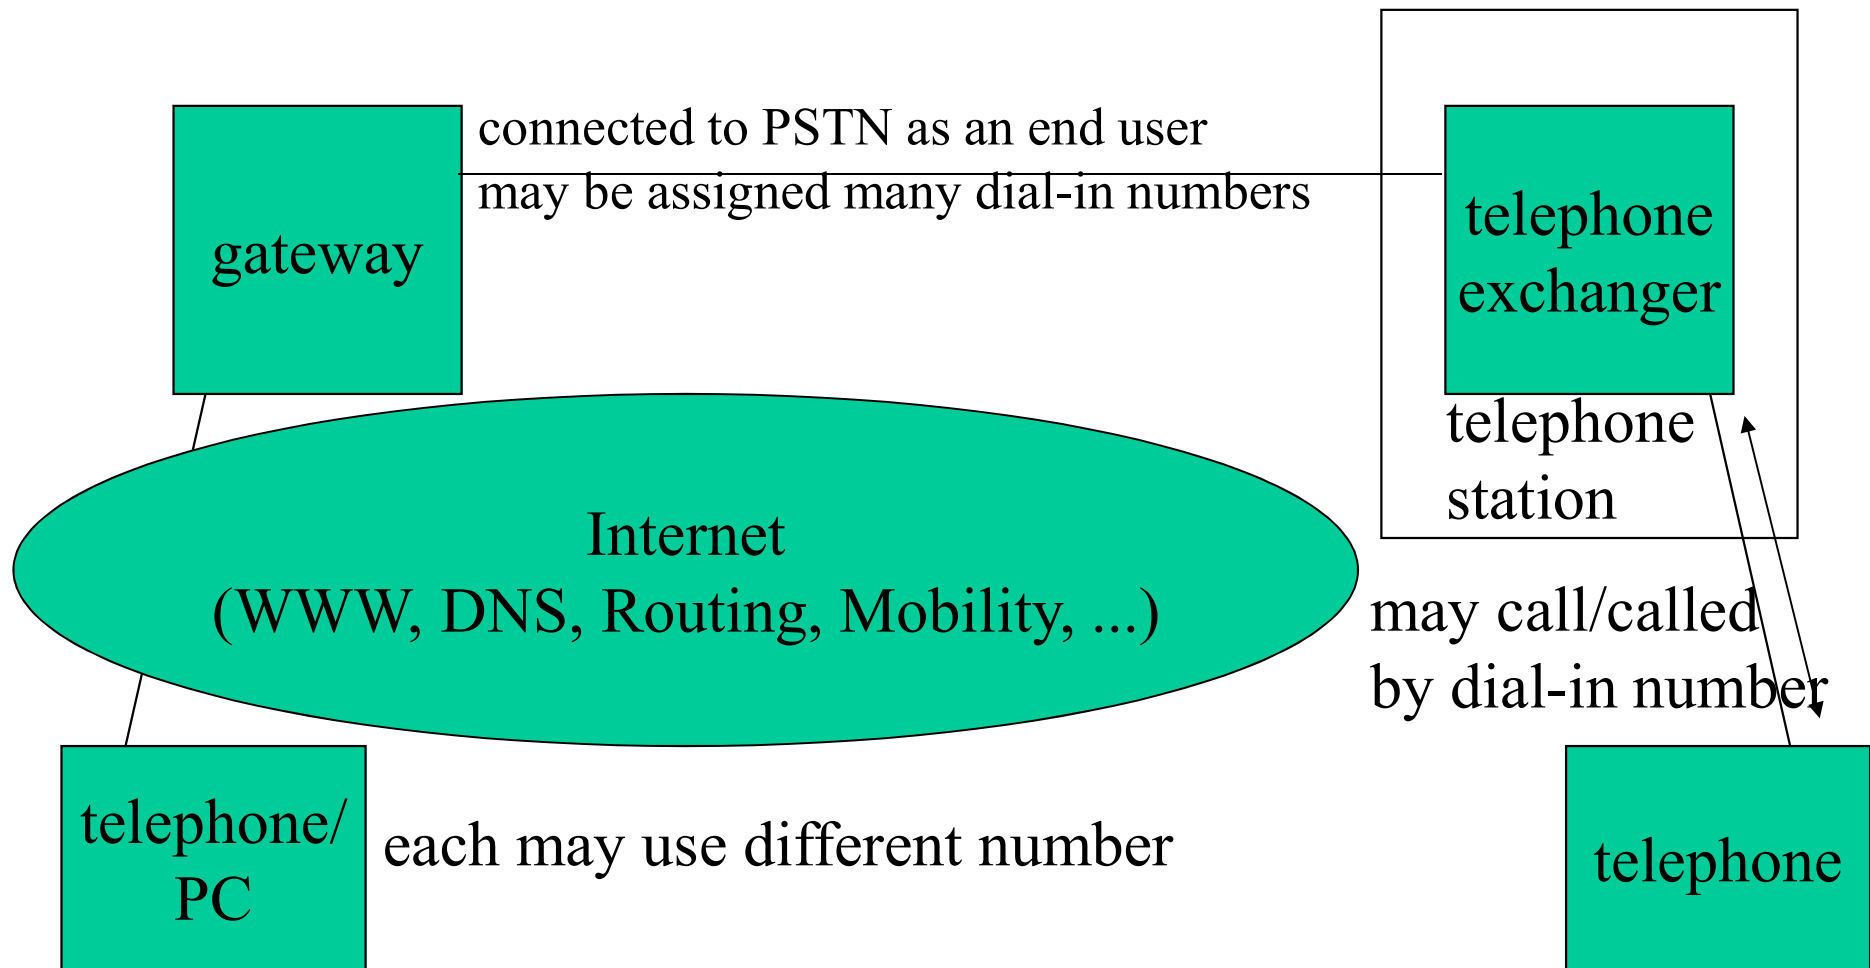 connected to PSTN as an end user
may be assigned many dial-in numbers
gateway
telephone
exchanger
telephone
station
Internet
(WWW, DNS, Routing, Mobility, ...)
may call/called
by dial-in number
telephone/
PC
each may use different number
telephone